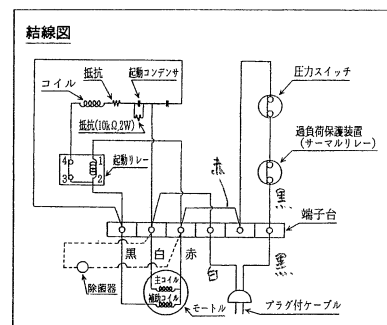 結線図
コイル
抵抗
起動コンデンサ
抵抗(10kΩ,2W)
圧力スイッチ
過負荷保護装置
(サーマルリレー)
4 1
3 2
起動リレー
赤
黒
端子台
黒 白 赤
白
黒
除菌器
主コイル
補助コイル
モートル
プラグ付ケーブル